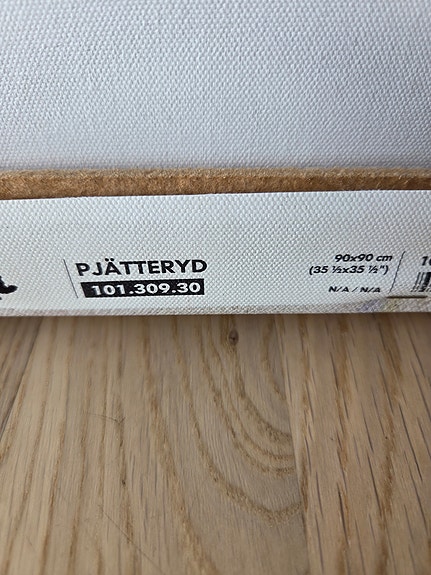 PJÄTTERYD
101.309.30
90x90 cm
(35 ½x35 ½")
N/A / N/A